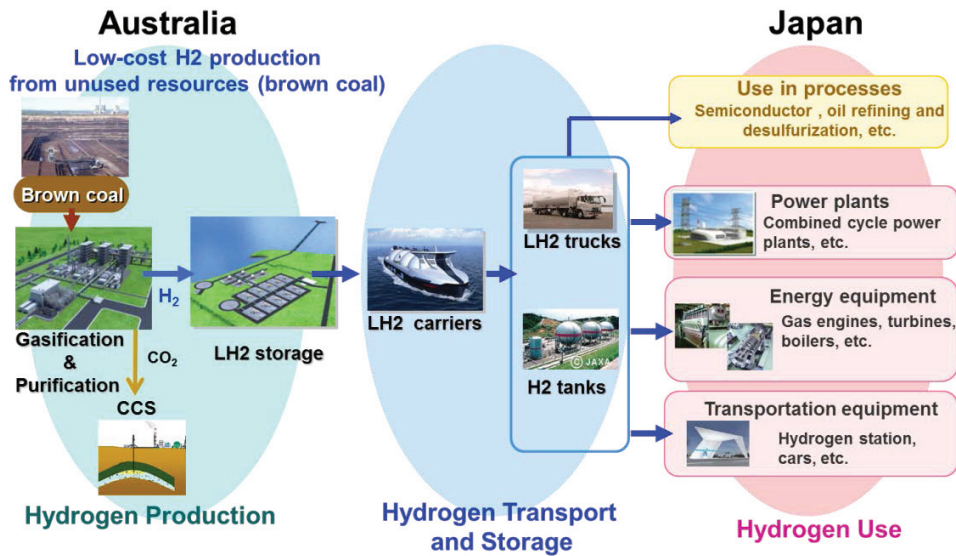 Australia
Low-cost H2 production
from unused resources (brown coal)
Brown coal
H₂
Gasification
&
Purification
CO₂
CCS
LH2 storage
Hydrogen Production
LH2 carriers
LH2 trucks
© JAXA
H2 tanks
Hydrogen Transport
and Storage
Japan
Use in processes
Semiconductor , oil refining and
desulfurization, etc.
Power plants
Combined cycle power
plants, etc.
Energy equipment
Gas engines, turbines,
boilers, etc.
Transportation equipment
Hydrogen station,
cars, etc.
Hydrogen Use